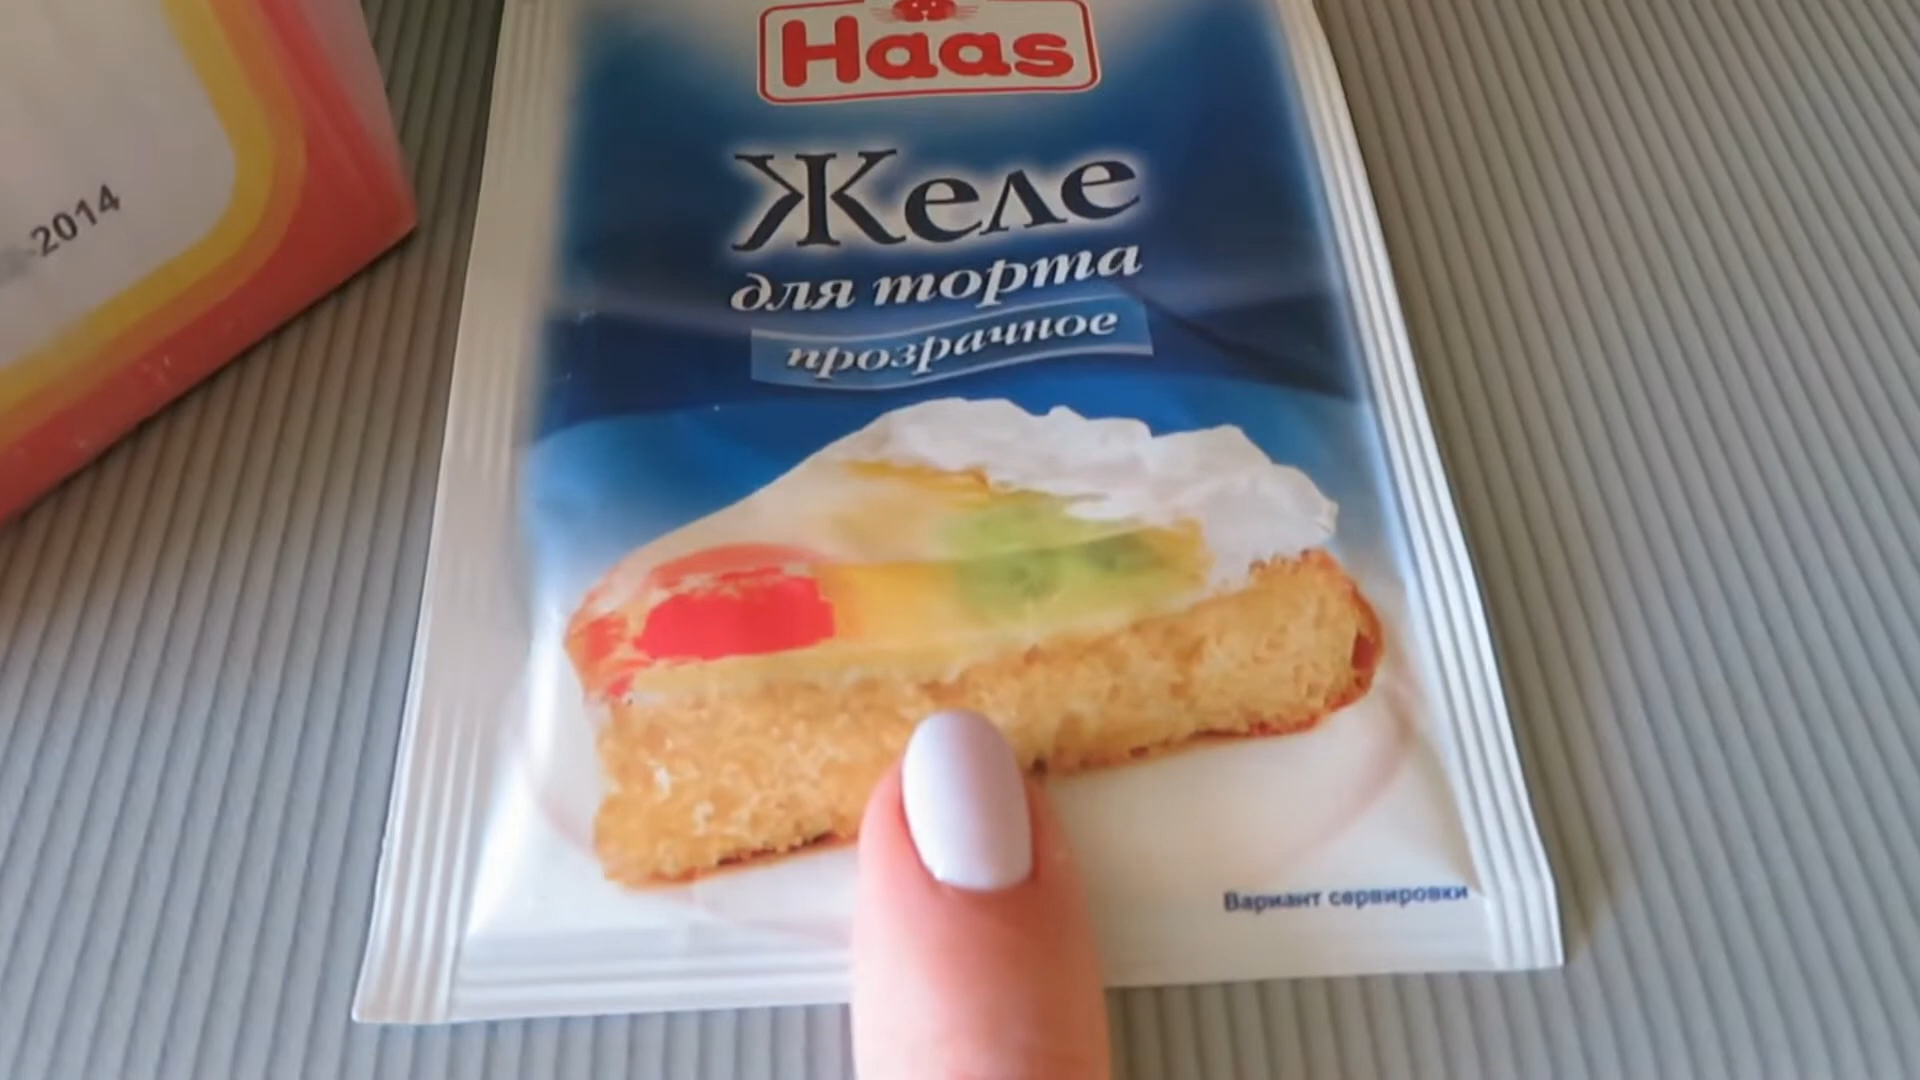 Haas
Желе
для торта
прозрачное
-2014
Вариант сервировки